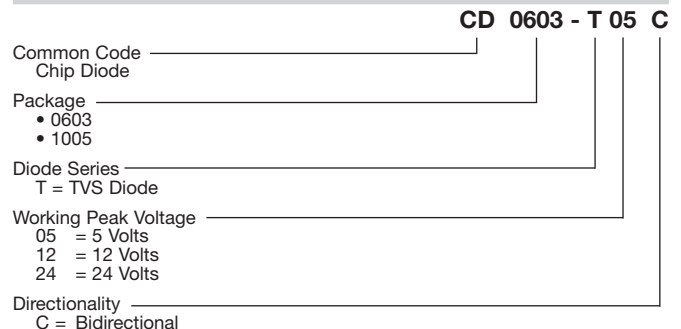 CD 0603 - T 05 C
Common Code
Chip Diode
Package
• 0603
• 1005
Diode Series
T = TVS Diode
Working Peak Voltage
05 = 5 Volts
12 = 12 Volts
24 = 24 Volts
Directionality
C = Bidirectional